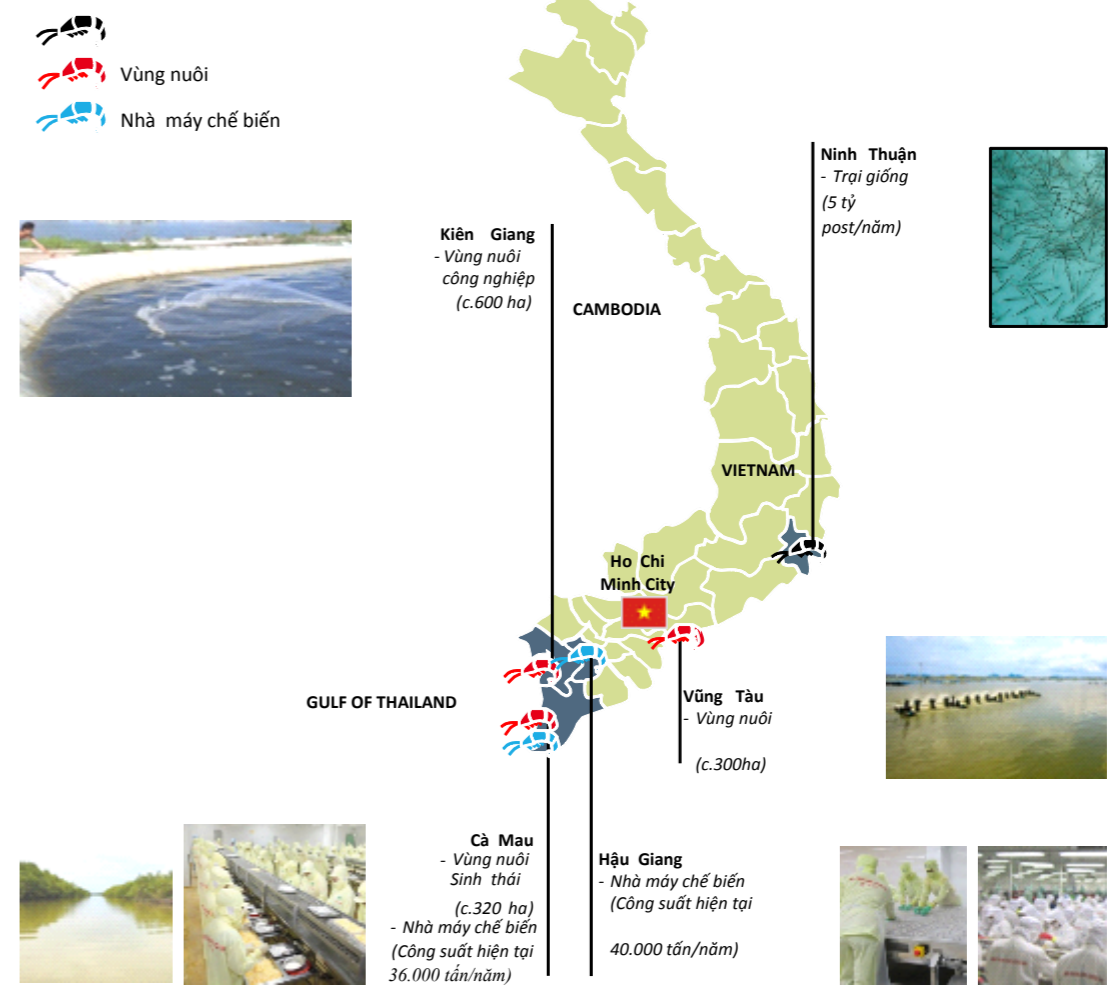 Vùng nuôi
Nhà máy chế biến
Ninh Thuận
- Trại giống
(5 tỷ
post/năm)
Kiên Giang
- Vùng nuôi
công nghiệp
(c.600 ha)
CAMBODIA
VIETNAM
Ho Chi
Minh City
GULF OF THAILAND
Vũng Tàu
- Vùng nuôi
(c.300ha)
Cà Mau
- Vùng nuôi
Sinh thái
(c.320 ha)
- Nhà máy chế biến
(Công suất hiện tại
36.000 tấn/năm)
Hậu Giang
- Nhà máy chế biến
(Công suất hiện tại
40.000 tấn/năm)